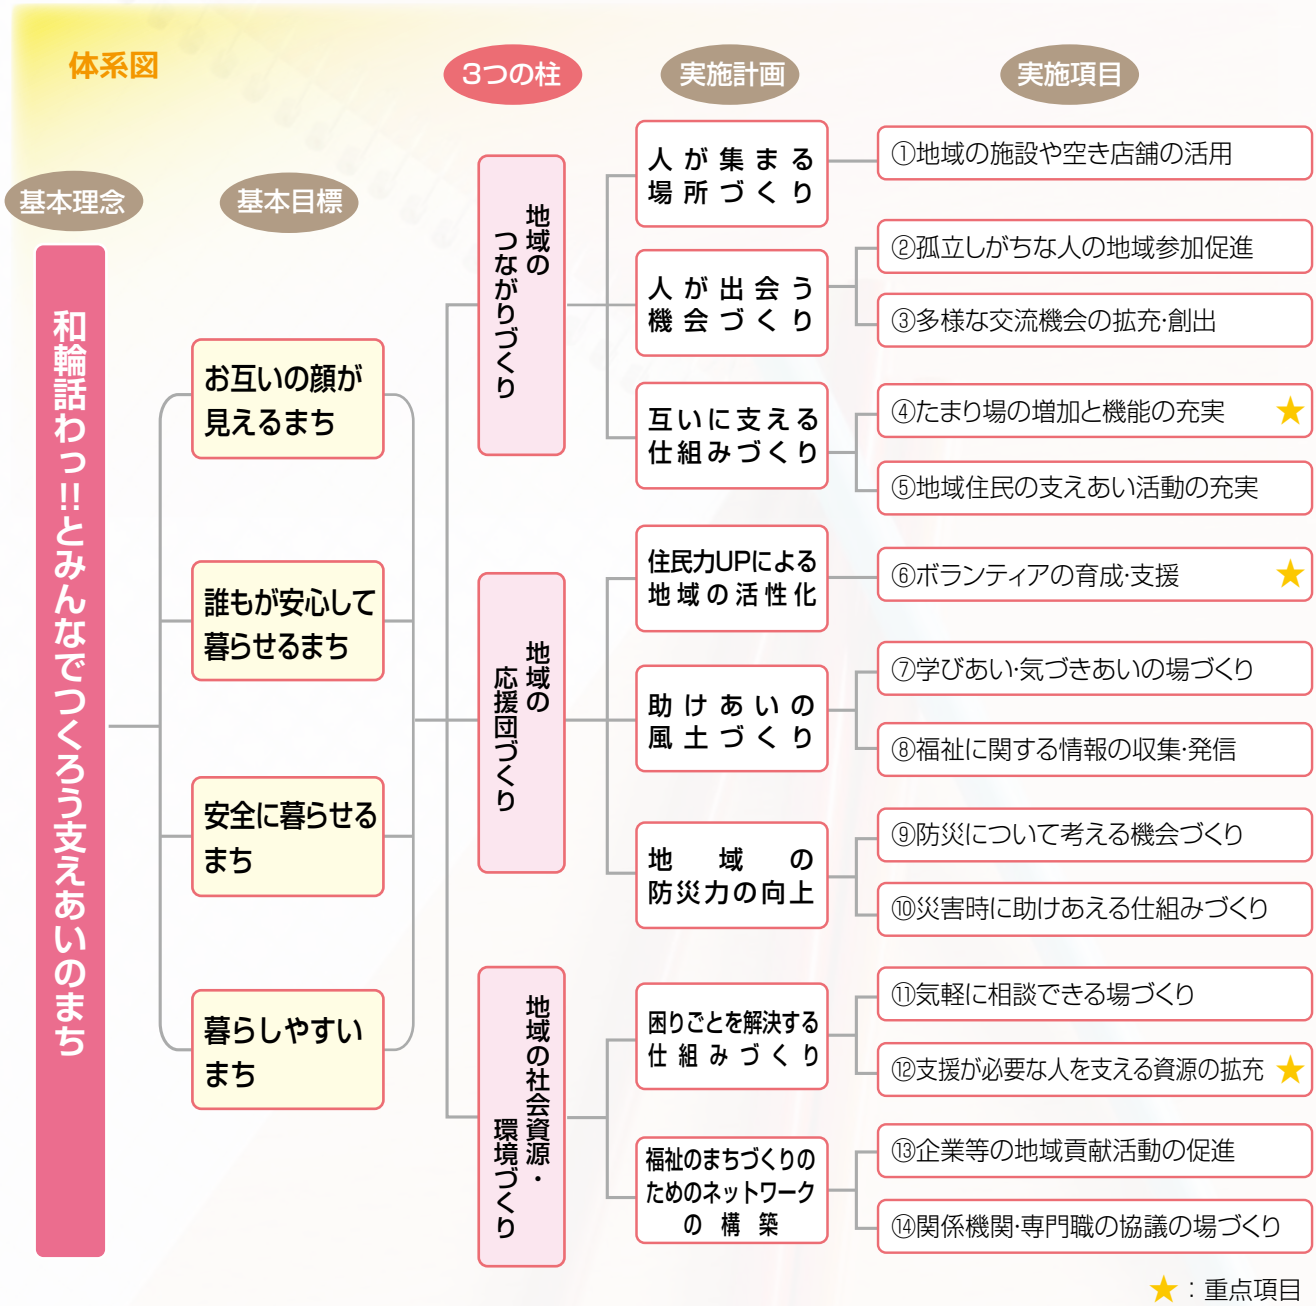 体系図
3つの柱
実施計画
実施項目
基本理念
基本目標
和輪話わっ!!とみんなでつくろう支えあいのまち
お互いの顔が
見えるまち
誰もが安心して
暮らせるまち
安全に暮らせる
まち
暮らしやすい
まち
地域の
つながりづくり
人が集まる
場所づくり
①地域の施設や空き店舗の活用
人が出会う
機会づくり
②孤立しがちな人の地域参加促進
③多様な交流機会の拡充・創出
互いに支える
仕組みづくり
④たまり場の増加と機能の充実 ★
⑤地域住民の支えあい活動の充実
地域の
応援団づくり
住民力UPによる
地域の活性化
⑥ボランティアの育成・支援 ★
助けあいの
風土づくり
⑦学びあい・気づきあいの場づくり
⑧福祉に関する情報の収集・発信
地域の
防災力の向上
⑨防災について考える機会づくり
⑩災害時に助けあえる仕組みづくり
地域の社会資源・
環境づくり
困りごとを解決する
仕組みづくり
⑪気軽に相談できる場づくり
⑫支援が必要な人を支える資源の拡充 ★
福祉のまちづくりの
ためのネットワーク
の構築
⑬企業等の地域貢献活動の促進
⑭関係機関・専門職の協議の場づくり
★：重点項目